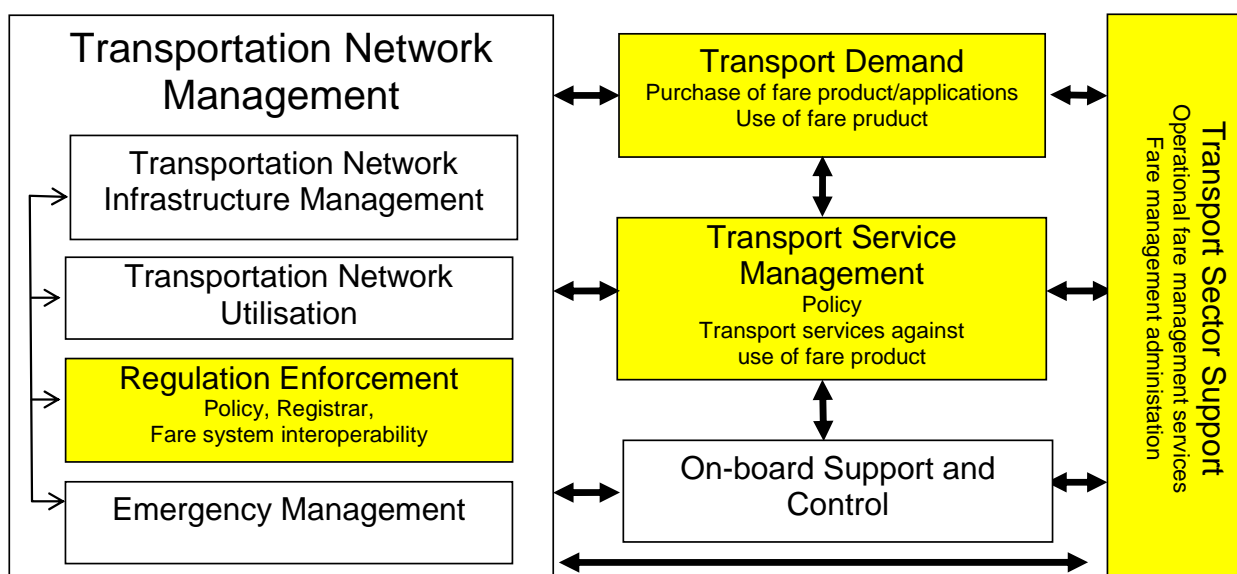 Transportation Network
Management
Transportation Network
Infrastructure Management
Transportation Network
Utilisation
Regulation Enforcement
Policy, Registrar,
Fare system interoperability
Emergency Management
Transport Demand
Purchase of fare product/applications
Use of fare pruduct
Transport Service
Management
Policy
Transport services against
use of fare product
On-board Support and
Control
Transport Sector Support
Operational fare management services
Fare management administation